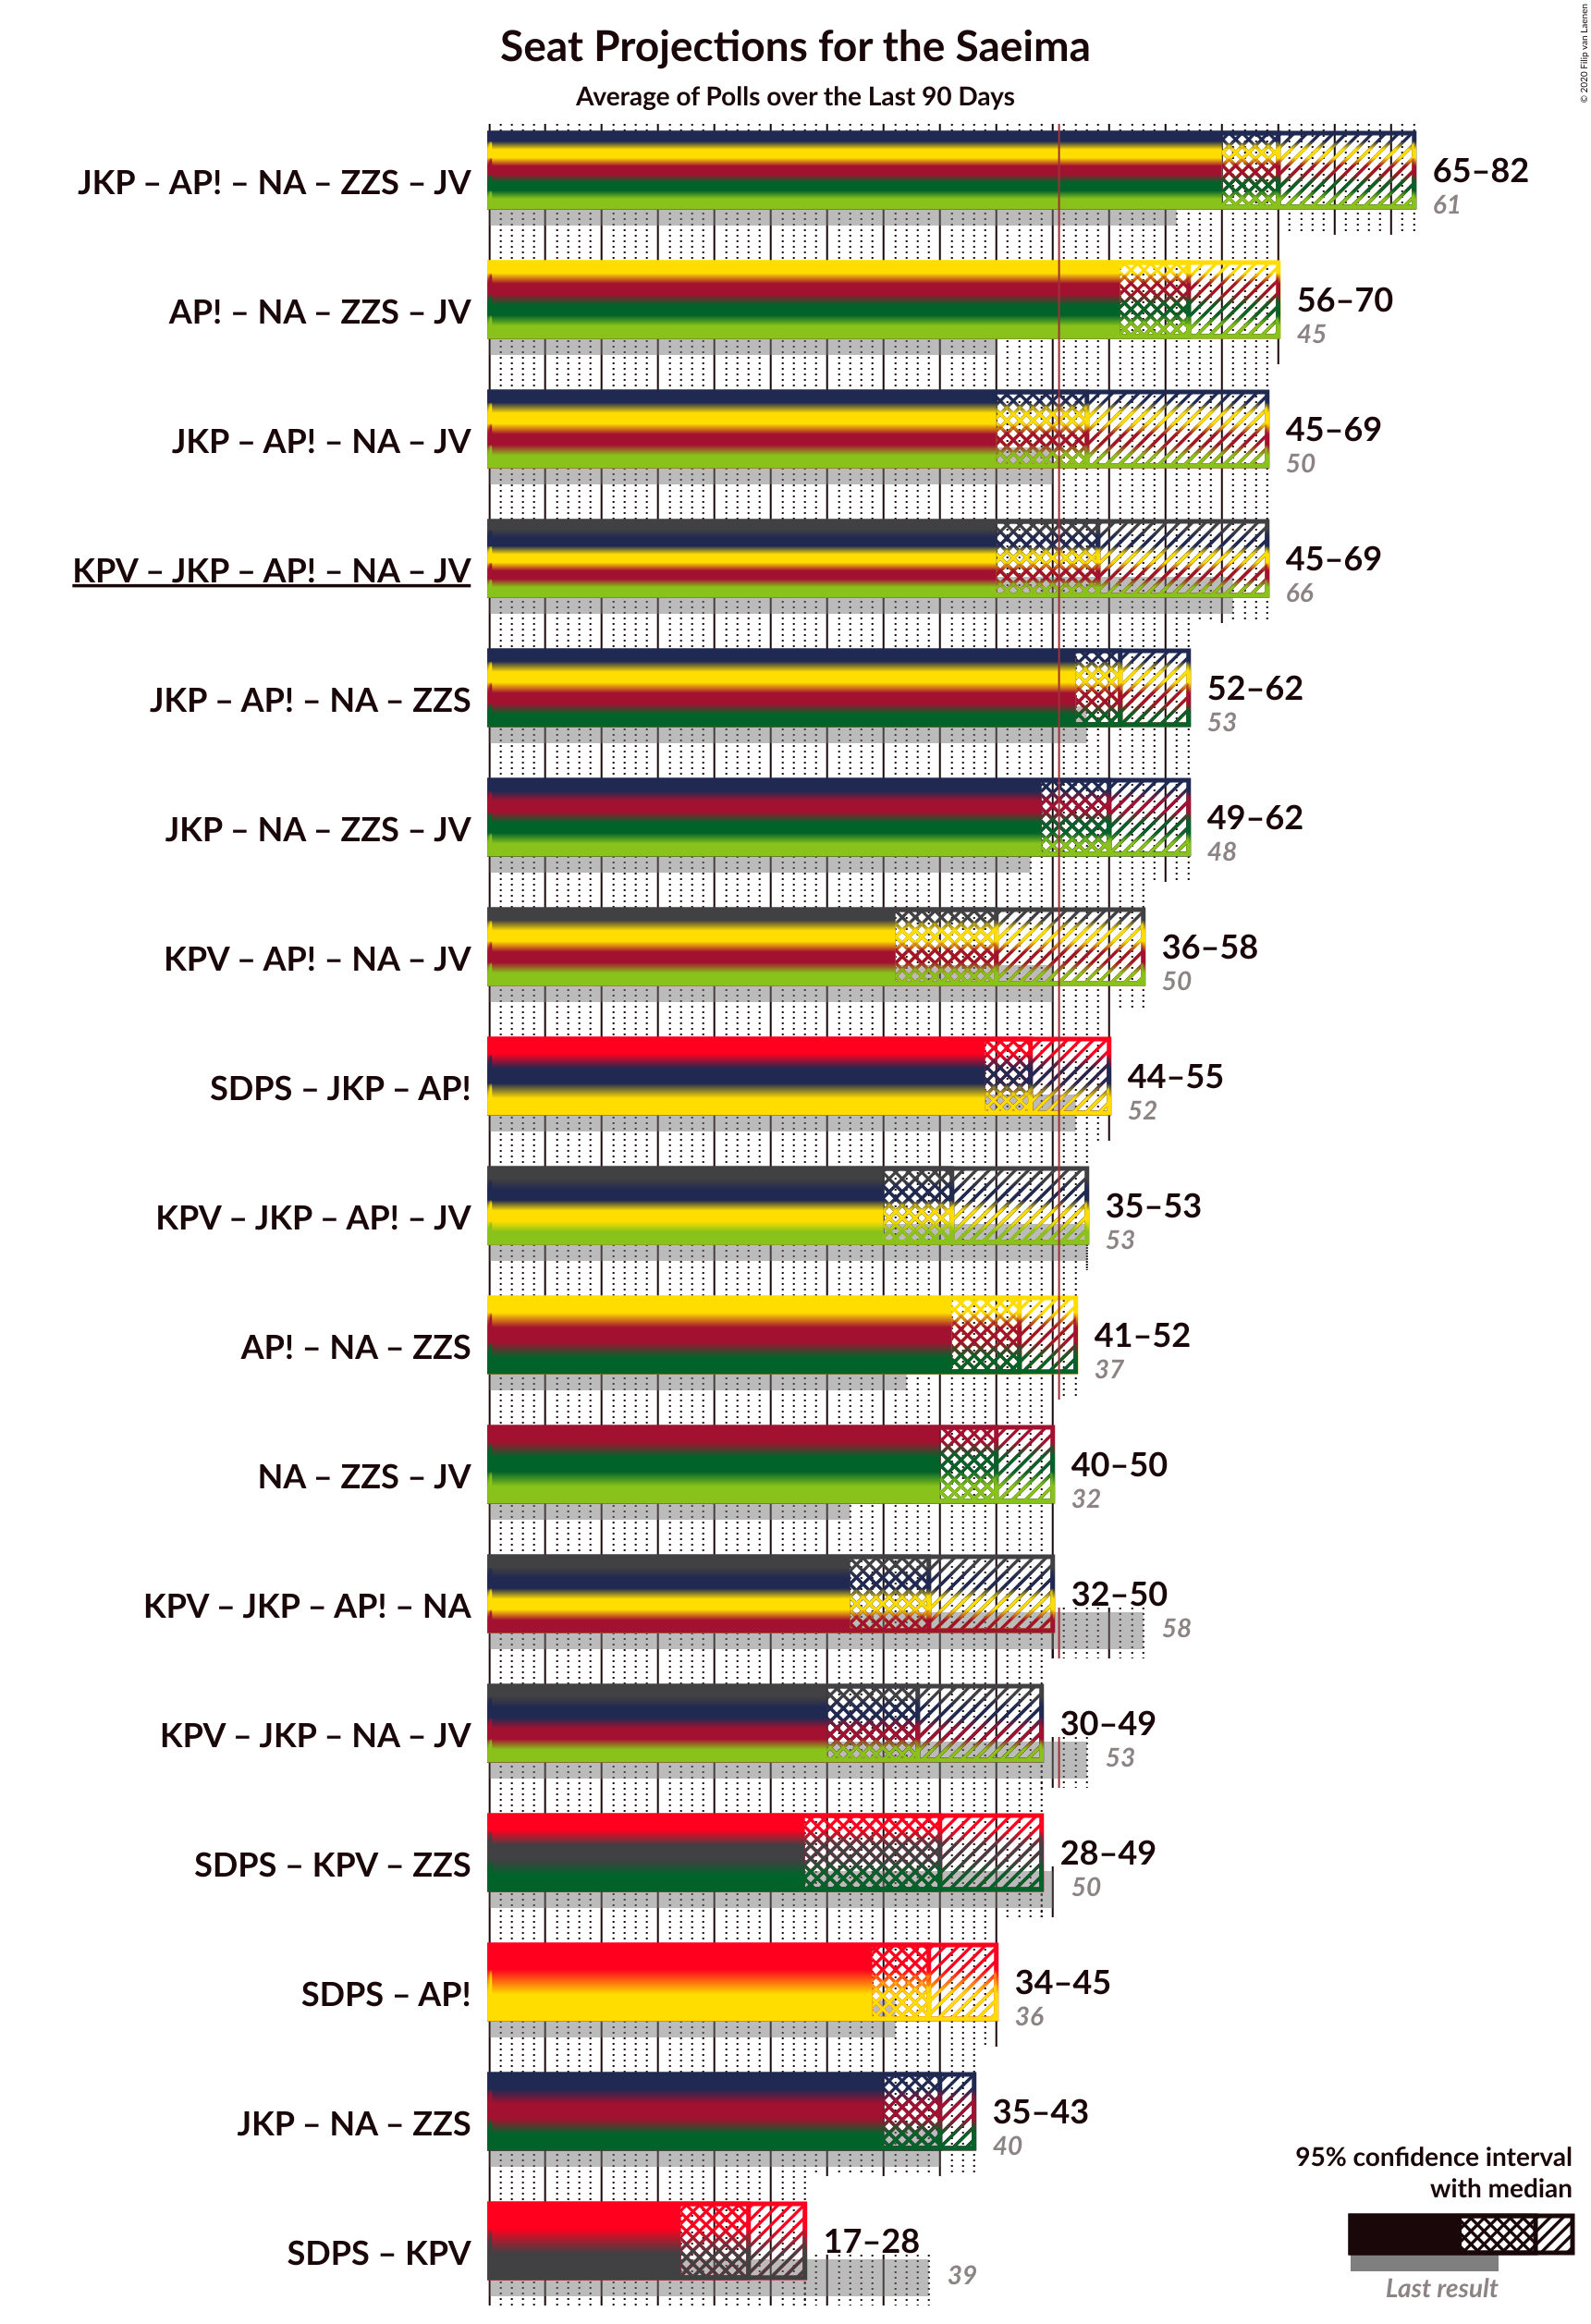 © 2020 Filip van Laenen
Seat Projections for the Saeima
Average of Polls over the Last 90 Days
JKP – AP! – NA – ZZS – JV
65–82
61
AP! – NA – ZZS – JV
56–70
45
JKP – AP! – NA – JV
45–69
50
KPV – JKP – AP! – NA – JV
45–69
66
JKP – AP! – NA – ZZS
52–62
53
JKP – NA – ZZS – JV
49–62
48
KPV – AP! – NA – JV
36–58
50
SDPS – JKP – AP!
44–55
52
KPV – JKP – AP! – JV
35–53
53
AP! – NA – ZZS
41–52
37
NA – ZZS – JV
40–50
32
KPV – JKP – AP! – NA
32–50
58
KPV – JKP – NA – JV
30–49
53
SDPS – KPV – ZZS
28–49
50
SDPS – AP!
34–45
36
JKP – NA – ZZS
35–43
40
SDPS – KPV
17–28
39
95% confidence interval
with median
Last result